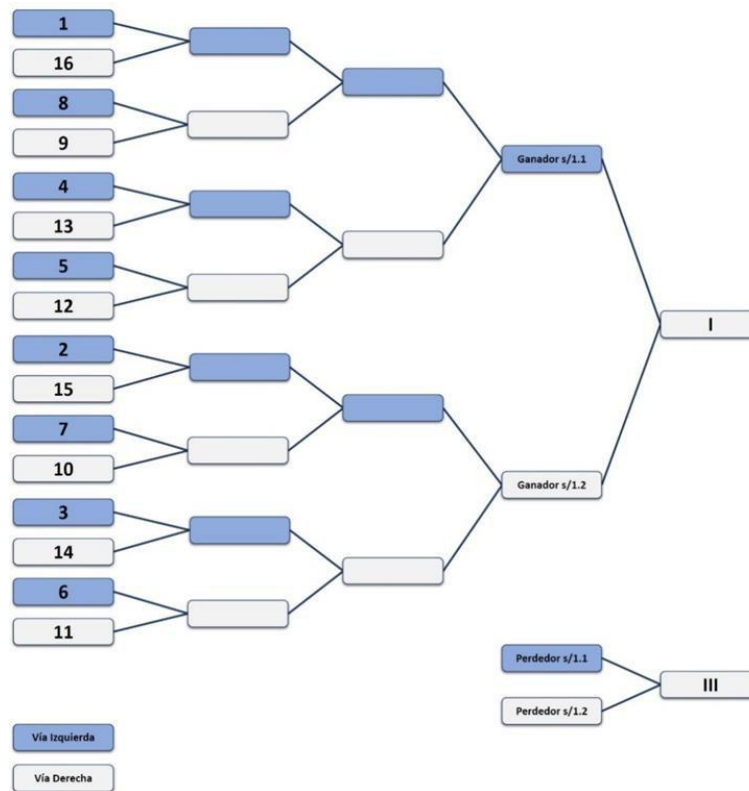 1
16
8
9
4
13
5
12
2
15
7
10
3
14
6
11
Ganador s/1.1
Ganador s/1.2
I
Perdedor s/1.1
Perdedor s/1.2
III
Vía Izquierda
Vía Derecha